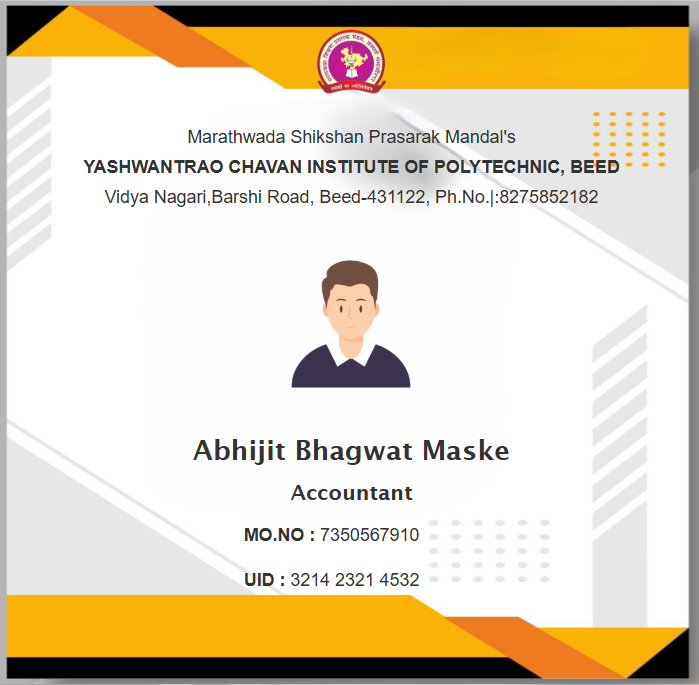 Marathwada Shikshan Prasarak Mandal's
YASHWANTRAO CHAVAN INSTITUTE OF POLYTECHNIC, BEED
Vidya Nagari,Barshi Road, Beed-431122, Ph.No.|:8275852182
Abhijit Bhagwat Maske
Accountant
MO.NO : 7350567910
UID : 3214 2321 4532